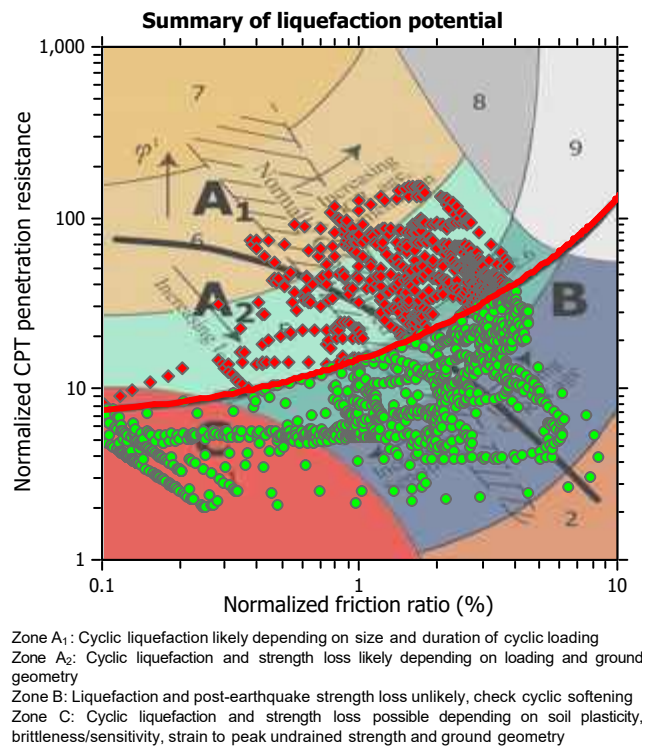 Summary of liquefaction potential
1,000
100
10
1
Normalized CPT penetration resistance
7
8
9
φ'
A1
6
A2
5
B
C
2
Increasing
0.1
1
10
Normalized friction ratio (%)
Zone A1: Cyclic liquefaction likely depending on size and duration of cyclic loading
Zone A2: Cyclic liquefaction and strength loss likely depending on loading and ground
geometry
Zone B: Liquefaction and post-earthquake strength loss unlikely, check cyclic softening
Zone C: Cyclic liquefaction and strength loss possible depending on soil plasticity,
brittleness/sensitivity, strain to peak undrained strength and ground geometry